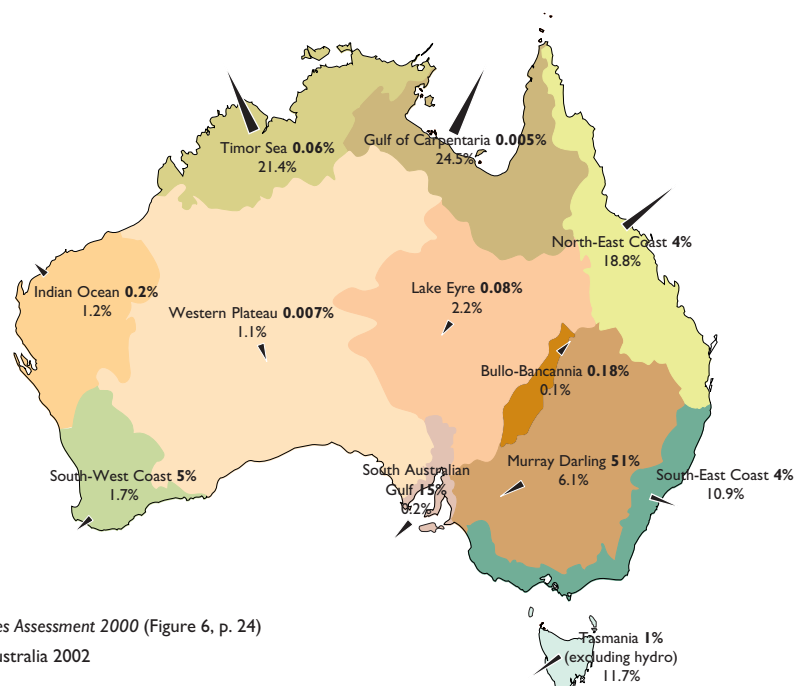 Timor Sea 0.06%
21.4%
Gulf of Carpentaria 0.005%
24.5%
North-East Coast 4%
18.8%
Indian Ocean 0.2%
1.2%
Western Plateau 0.007%
1.1%
Lake Eyre 0.08%
2.2%
Bullo-Bancannia 0.18%
0.1%
South-West Coast 5%
1.7%
South Australian
Gulf 15%
0.2%
Murray Darling 51%
6.1%
South-East Coast 4%
10.9%
es Assessment 2000 (Figure 6, p. 24)
ustralia 2002
Tasmania 1%
(excluding hydro)
11.7%